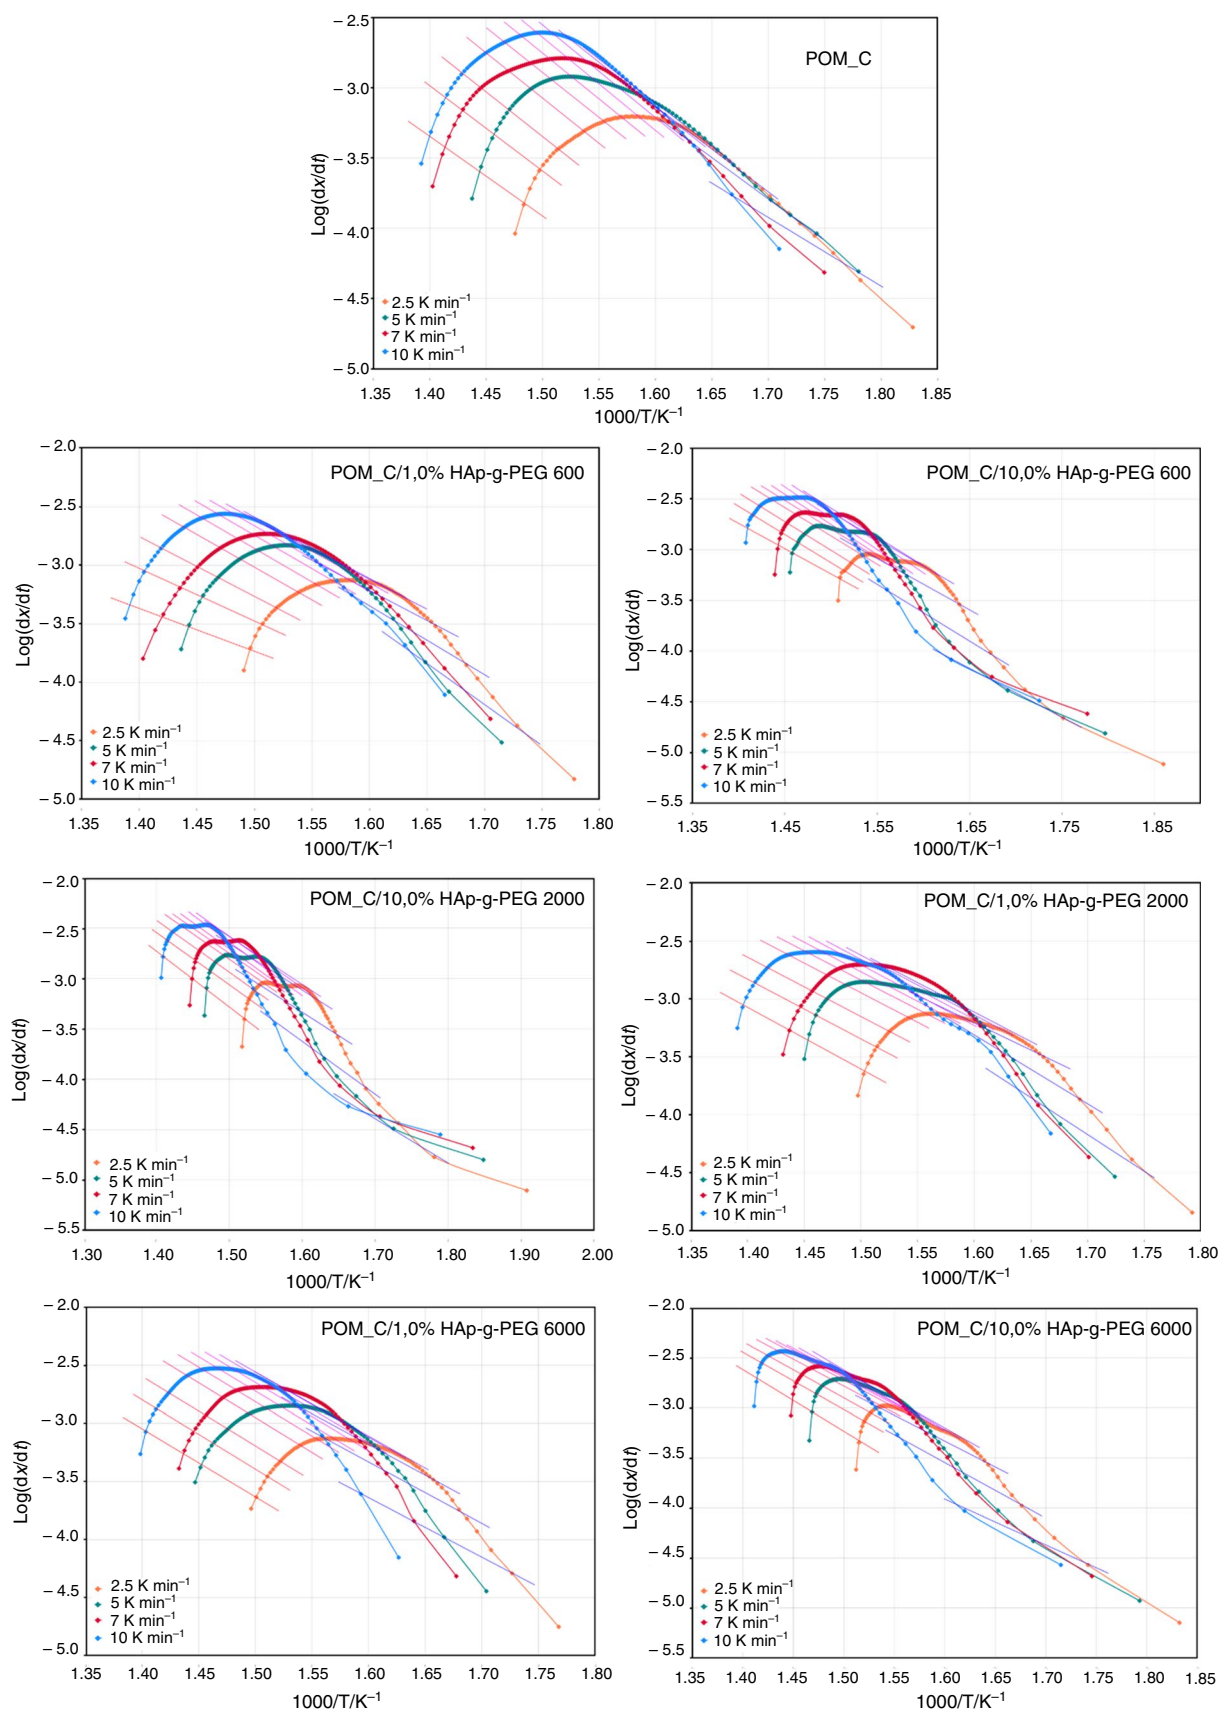 POM_C
Log(dx/dt)
– 2.5
– 3.0
– 3.5
– 4.0
– 4.5
– 5.0
2.5 K min–1
5 K min–1
7 K min–1
10 K min–1
1.35 1.40 1.45 1.50 1.55 1.60 1.65 1.70 1.75 1.80 1.85
1000/T/K–1
POM_C/1,0% HAp-g-PEG 600
Log(dx/dt)
– 2.0
– 2.5
– 3.0
– 3.5
– 4.0
– 4.5
– 5.0
2.5 K min–1
5 K min–1
7 K min–1
10 K min–1
1.35 1.40 1.45 1.50 1.55 1.60 1.65 1.70 1.75 1.80
1000/T/K–1
POM_C/10,0% HAp-g-PEG 600
Log(dx/dt)
– 2.0
– 2.5
– 3.0
– 3.5
– 4.0
– 4.5
– 5.0
– 5.5
2.5 K min–1
5 K min–1
7 K min–1
10 K min–1
1.35 1.45 1.55 1.65 1.75 1.85
1000/T/K–1
POM_C/10,0% HAp-g-PEG 2000
Log(dx/dt)
– 2.0
– 2.5
– 3.0
– 3.5
– 4.0
– 4.5
– 5.0
– 5.5
2.5 K min–1
5 K min–1
7 K min–1
10 K min–1
1.30 1.40 1.50 1.60 1.70 1.80 1.90 2.00
1000/T/K–1
POM_C/1,0% HAp-g-PEG 2000
Log(dx/dt)
– 2.0
– 2.5
– 3.0
– 3.5
– 4.0
– 4.5
– 5.0
2.5 K min–1
5 K min–1
7 K min–1
10 K min–1
1.35 1.40 1.45 1.50 1.55 1.60 1.65 1.70 1.75 1.80
1000/T/K–1
POM_C/1,0% HAp-g-PEG 6000
Log(dx/dt)
– 2.0
– 2.5
– 3.0
– 3.5
– 4.0
– 4.5
– 5.0
2.5 K min–1
5 K min–1
7 K min–1
10 K min–1
1.35 1.40 1.45 1.50 1.55 1.60 1.65 1.70 1.75 1.80
1000/T/K–1
POM_C/10,0% HAp-g-PEG 6000
Log(dx/dt)
– 2.0
– 2.5
– 3.0
– 3.5
– 4.0
– 4.5
– 5.0
– 5.5
2.5 K min–1
5 K min–1
7 K min–1
10 K min–1
1.35 1.40 1.45 1.50 1.55 1.60 1.65 1.70 1.75 1.80 1.85
1000/T/K–1